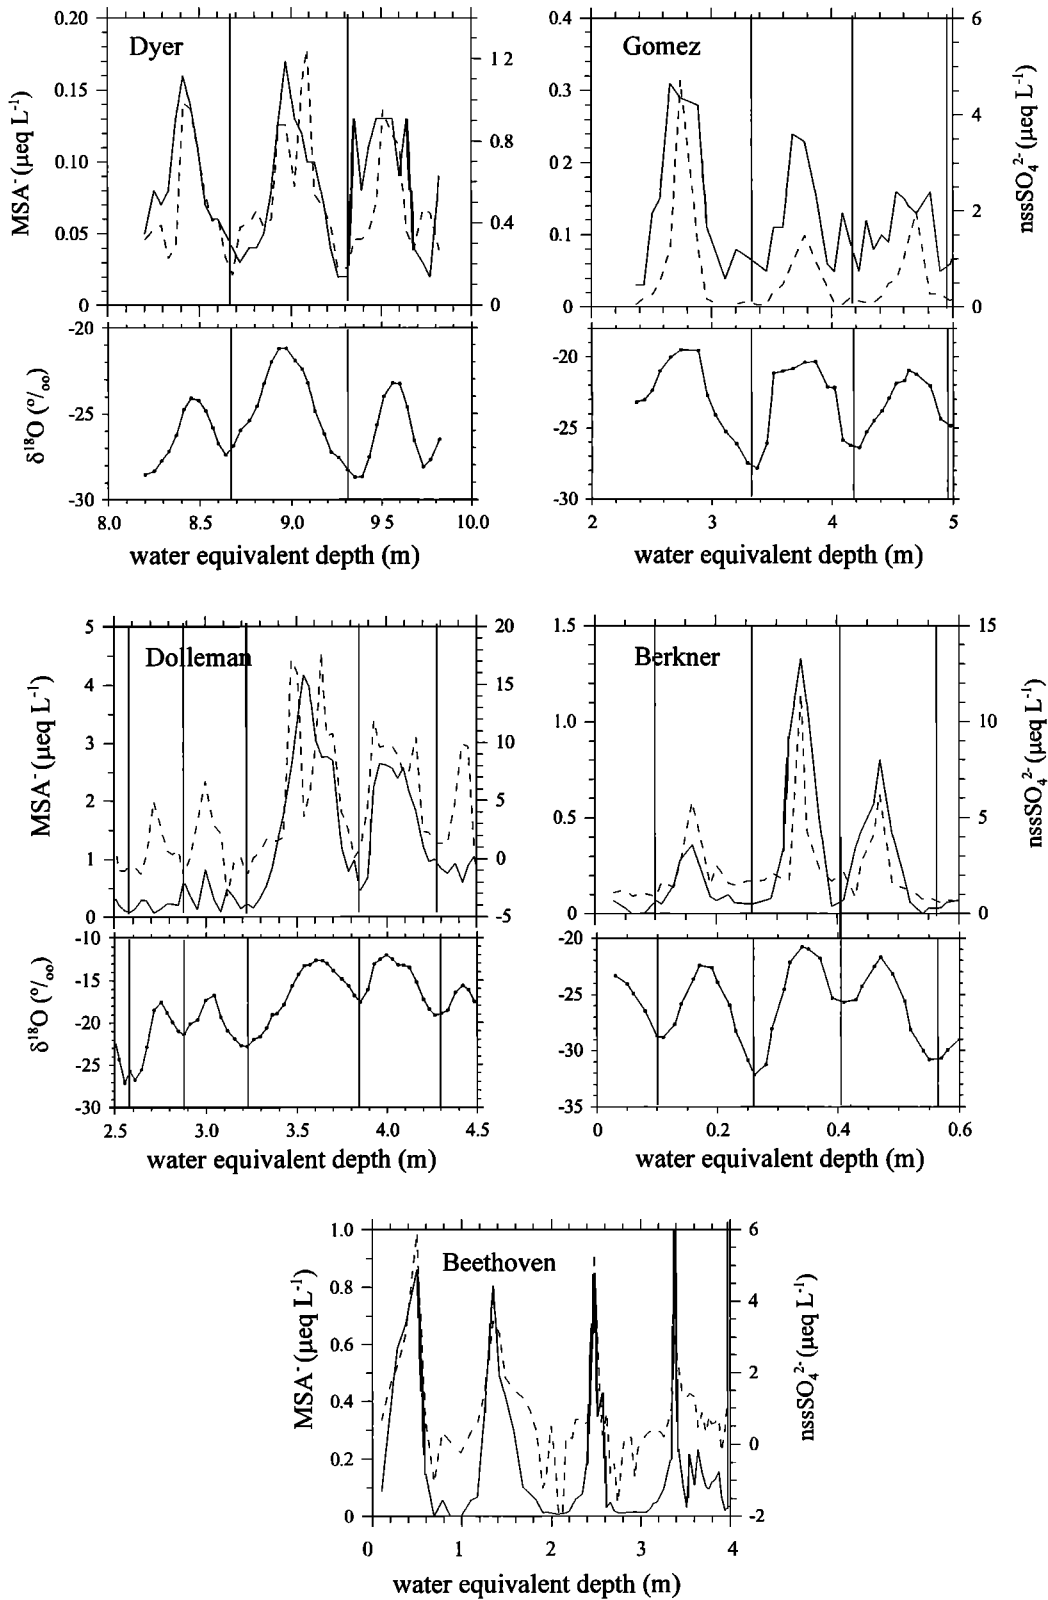 Dyer
MSA⁻ (µeq L⁻¹)
0.20
0.15
0.10
0.05
0
1.2
0.8
0.4
0
δ¹⁸O (°/₀₀)
-20
-25
-30
8.0 8.5 9.0 9 5 10.0
water equivalent depth (m)
Gomez
0.4
0.3
0.2
0.1
0
6
4
2
0
nssSO₄²⁻ (µeq L⁻¹)
-20
-25
-30
2 3 4 5
water equivalent depth (m)
Dolleman
MSA⁻ (µeq L⁻¹)
5
4
3
2
1
0
20
15
10
5
0
-5
δ¹⁸O (°/₀₀)
-10
-15
-20
-25
-30
2.5 3.0 3.5 4.0 4.5
water equivalent depth (m)
Berkner
1.5
1.0
0.5
0
15
10
5
0
nssSO₄²⁻ (µeq L⁻¹)
-20
-25
-30
-35
0 0.2 0.4 0.6
water equivalent depth (m)
Beethoven
MSA⁻ (µeq L⁻¹)
1.0
0.8
0.6
0.4
0.2
0
6
4
2
0
-2
nssSO₄²⁻ (µeq L⁻¹)
0 1 2 3 4
water equivalent depth (m)